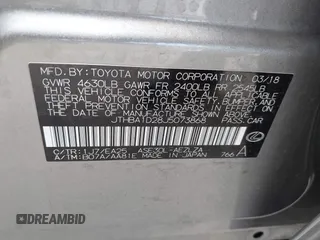 MFD. BY: TOYOTA MOTOR CORPORATION 03/18
GVWR 4630LB GAWR FR 2400LB RR 2545LB
THIS VEHICLE CONFORMS TO ALL APPLICABLE
FEDERAL MOTOR VEHICLE SAFETY, BUMPER, AND
THEFT PREVENTION STANDARDS IN EFFECT ON
THE DATE OF MANUFACTURE SHOWN ABOVE.
JTHBA1D28J5073868 PASS. CAR
C/TR: 1J7/EA25 ASE30L-AEZLZA
A/TM: B07A/AA81E MADE IN JAPAN 766 A
DREAMBID